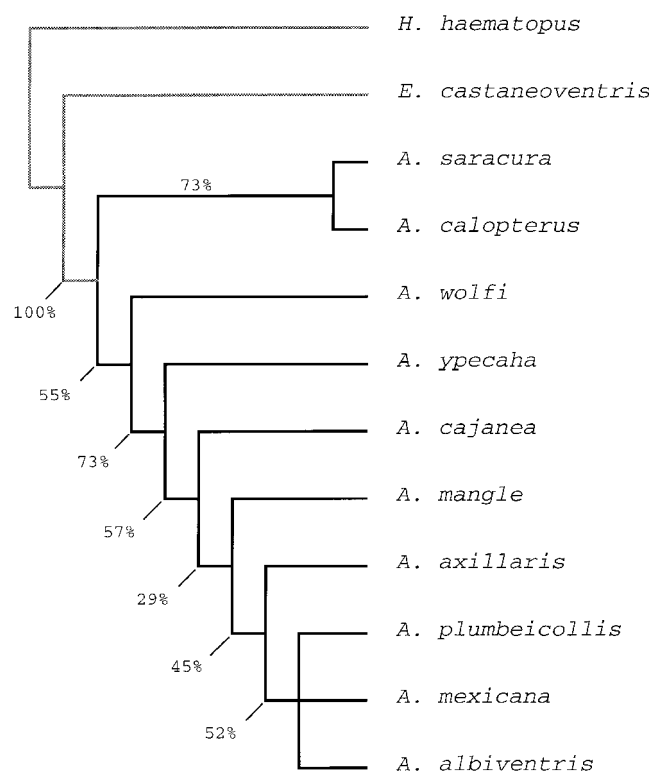 H. haematopus
E. castaneoventris
A. saracura
73%
A. calopterus
A. wolfi
100%
A. ypecaha
55%
A. cajanea
73%
A. mangle
57%
A. axillaris
29%
A. plumbeicollis
45%
A. mexicana
52%
A. albiventris